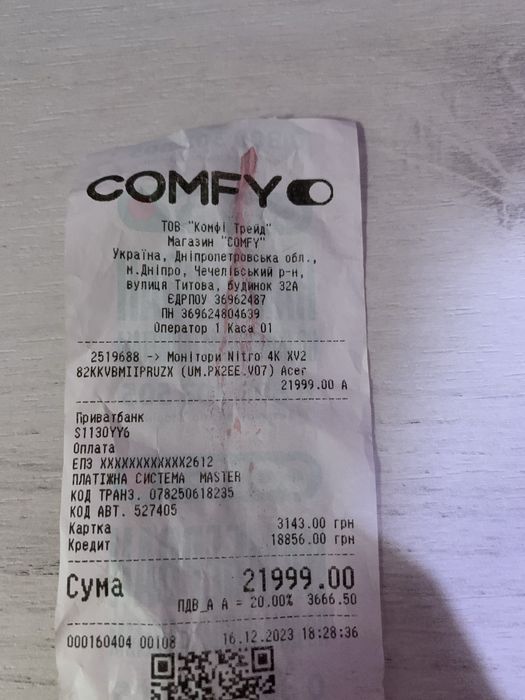 COMFY
ТОВ "Комфі Трейд"
Магазин "COMFY"
Україна, Дніпропетровська обл.,
м.Дніпро, Чечелівський р-н,
вулиця Титова, будинок 32А
ЄДРПОУ 36962487
ПН 369624804639
Оператор 1 Каса 01
2519688 -> Монітори Nitro 4K XV2
82KKVBMIIPRUZX (UM.PX2EE.V07) Acer
21999.00 А
Приватбанк
S1130YY6
Оплата
ЕПЗ XXXXXXXXXXXX2612
ПЛАТІЖНА СИСТЕМА MASTER
КОД ТРАНЗ. 078250618235
КОД АВТ. 527405
Картка 3143.00 грн
Кредит 18856.00 грн
Сума 21999.00
ПДВ_А А = 20.00% 3666.50
000160404 00108 16.12.2023 18:28:36